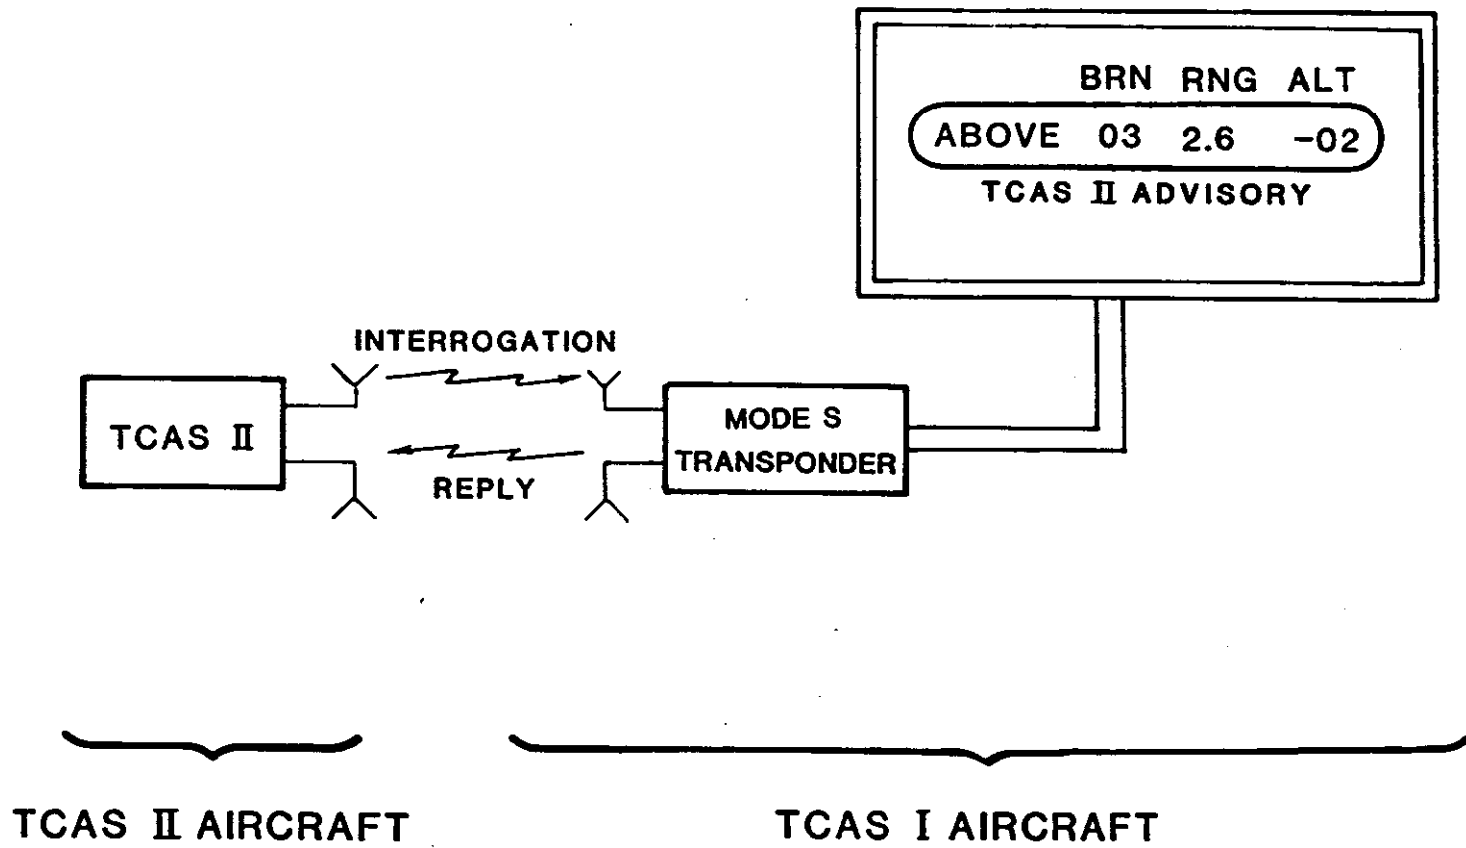 BRN RNG ALT
ABOVE 03 2.6 -02
TCAS II ADVISORY
INTERROGATION
TCAS II
MODE S
TRANSPONDER
REPLY
TCAS II AIRCRAFT
TCAS I AIRCRAFT